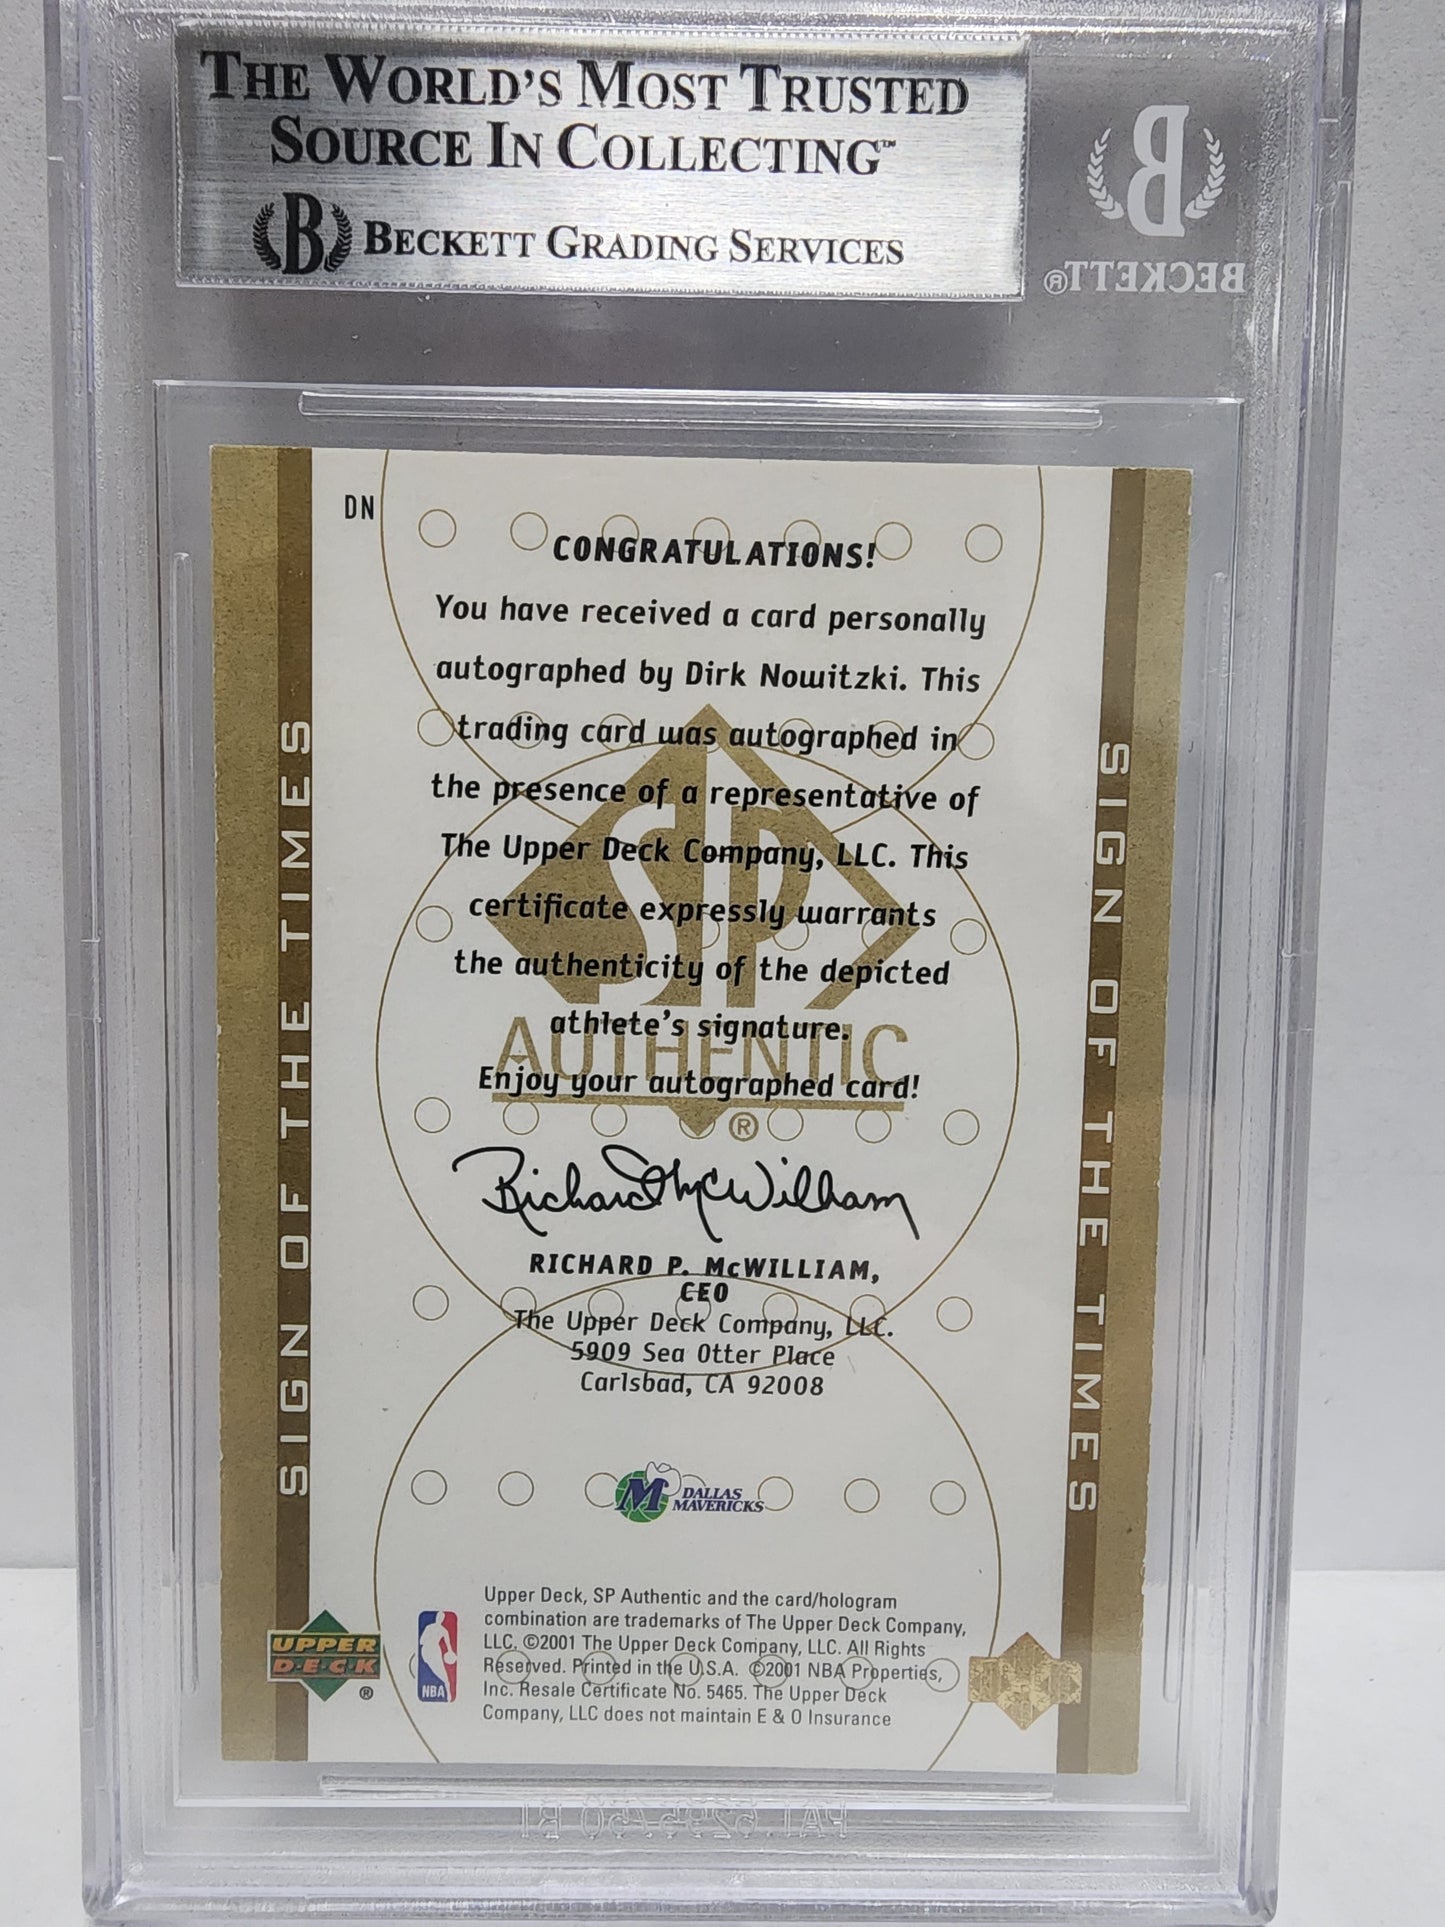 THE WORLD'S MOST TRUSTED
SOURCE IN COLLECTING™
B BECKETT GRADING SERVICES
B
BECKETT®
DN
CONGRATULATIONS!
You have received a card personally
autographed by Dirk Nowitzki. This
trading card was autographed in
the presence of a representative of
The Upper Deck Company, LLC. This
certificate expressly warrants
the authenticity of the depicted
athlete's signature.
Enjoy your autographed card!
SP
AUTHENTIC
®
SIGN OF THE TIMES
SIGN OF THE TIMES
Richard McWilliam
RICHARD P. McWILLIAM,
CEO
The Upper Deck Company, LLC.
5909 Sea Otter Place
Carlsbad, CA 92008
M DALLAS
MAVERICKS
Upper Deck, SP Authentic and the card/hologram
combination are trademarks of The Upper Deck Company,
LLC. ©2001 The Upper Deck Company, LLC. All Rights
Reserved. Printed in the U.S.A. ©2001 NBA Properties,
Inc. Resale Certificate No. 5465. The Upper Deck
Company, LLC does not maintain E & O Insurance
UPPER
DECK
®
NBA